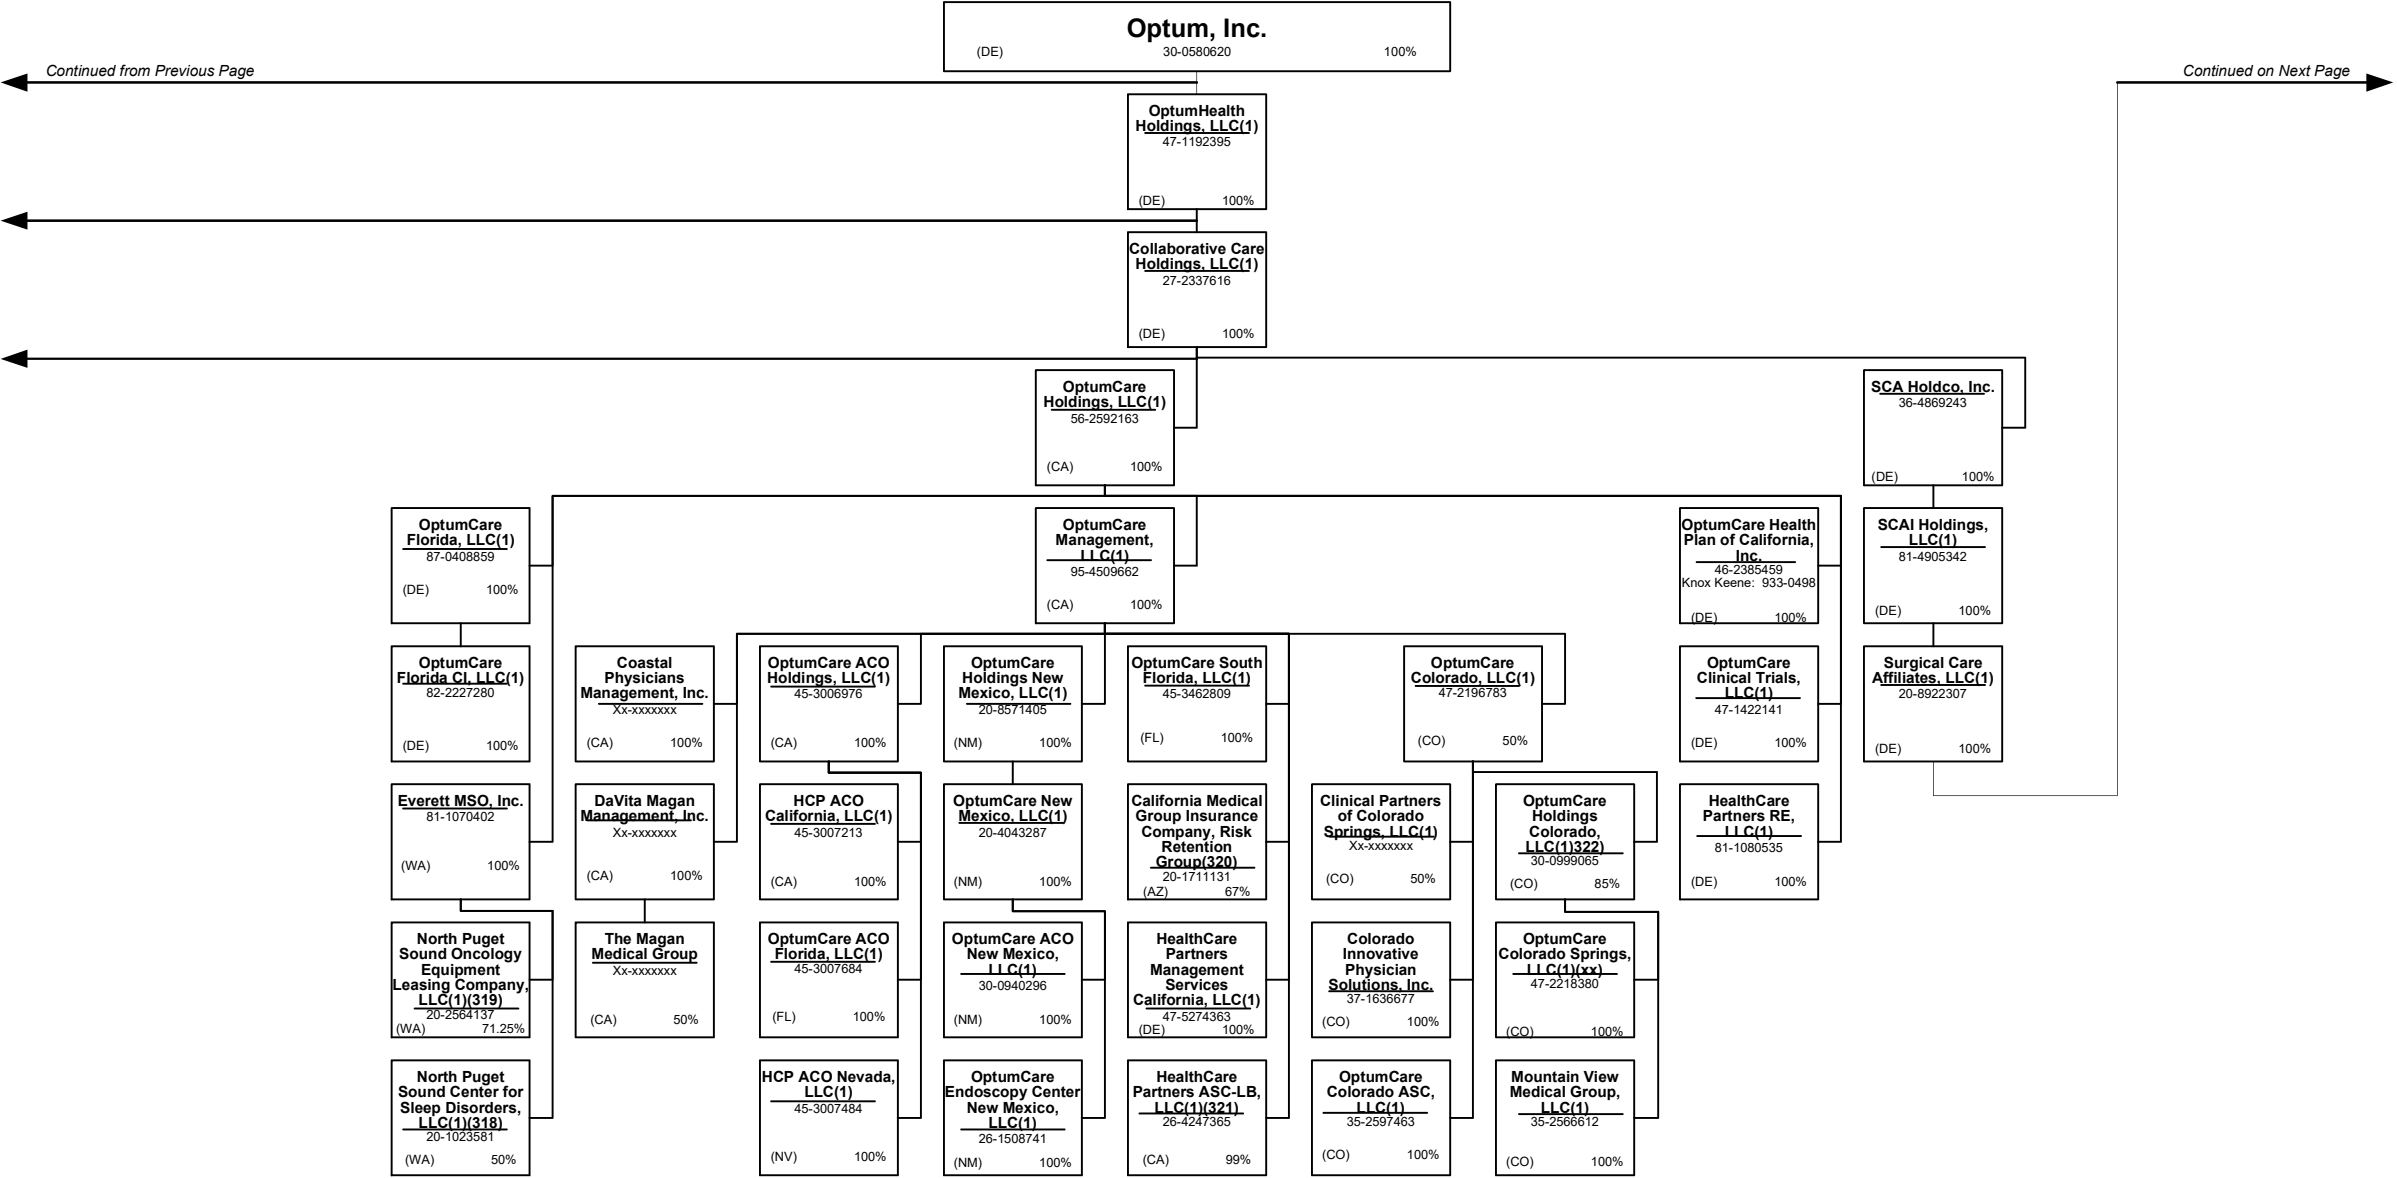 Optum, Inc.
(DE) 30-0580620 100%
Continued from Previous Page
Continued on Next Page
OptumHealth
Holdings, LLC(1)
47-1192395
(DE) 100%
Collaborative Care
Holdings, LLC(1)
27-2337616
(DE) 100%
OptumCare
Holdings, LLC(1)
56-2592163
(CA) 100%
SCA Holdco, Inc.
36-4869243
(DE) 100%
OptumCare
Florida, LLC(1)
87-0408859
(DE) 100%
OptumCare
Management,
LLC(1)
95-4509662
(CA) 100%
OptumCare Health
Plan of California,
Inc.
46-2385459
Knox Keene: 933-0498
(DE) 100%
SCAI Holdings,
LLC(1)
81-4905342
(DE) 100%
OptumCare
Florida CI, LLC(1)
82-2227280
(DE) 100%
Coastal
Physicians
Management, Inc.
Xx-xxxxxxx
(CA) 100%
OptumCare ACO
Holdings, LLC(1)
45-3006976
(CA) 100%
OptumCare
Holdings New
Mexico, LLC(1)
20-8571405
(NM) 100%
OptumCare South
Florida, LLC(1)
45-3462809
(FL) 100%
OptumCare
Colorado, LLC(1)
47-2196783
(CO) 50%
OptumCare
Clinical Trials,
LLC(1)
47-1422141
(DE) 100%
Surgical Care
Affiliates, LLC(1)
20-8922307
(DE) 100%
Everett MSO, Inc.
81-1070402
(WA) 100%
DaVita Magan
Management, Inc.
Xx-xxxxxxx
(CA) 100%
HCP ACO
California, LLC(1)
45-3007213
(CA) 100%
OptumCare New
Mexico, LLC(1)
20-4043287
(NM) 100%
California Medical
Group Insurance
Company, Risk
Retention
Group(320)
20-1711131
(AZ) 67%
Clinical Partners
of Colorado
Springs, LLC(1)
Xx-xxxxxxx
(CO) 50%
OptumCare
Holdings
Colorado,
LLC(1)322)
30-0999065
(CO) 85%
HealthCare
Partners RE,
LLC(1)
81-1080535
(DE) 100%
North Puget
Sound Oncology
Equipment
Leasing Company,
LLC(1)(319)
20-2564137
(WA) 71.25%
The Magan
Medical Group
Xx-xxxxxxx
(CA) 50%
OptumCare ACO
Florida, LLC(1)
45-3007684
(FL) 100%
OptumCare ACO
New Mexico,
LLC(1)
30-0940296
(NM) 100%
HealthCare
Partners
Management
Services
California, LLC(1)
47-5274363
(DE) 100%
Colorado
Innovative
Physician
Solutions, Inc.
37-1636677
(CO) 100%
OptumCare
Colorado Springs,
LLC(1)(xx)
47-2218380
(CO) 100%
North Puget
Sound Center for
Sleep Disorders,
LLC(1)(318)
20-1023581
(WA) 50%
HCP ACO Nevada,
LLC(1)
45-3007484
(NV) 100%
OptumCare
Endoscopy Center
New Mexico,
LLC(1)
26-1508741
(NM) 100%
HealthCare
Partners ASC-LB,
LLC(1)(321)
26-4247365
(CA) 99%
OptumCare
Colorado ASC,
LLC(1)
35-2597463
(CO) 100%
Mountain View
Medical Group,
LLC(1)
35-2566612
(CO) 100%